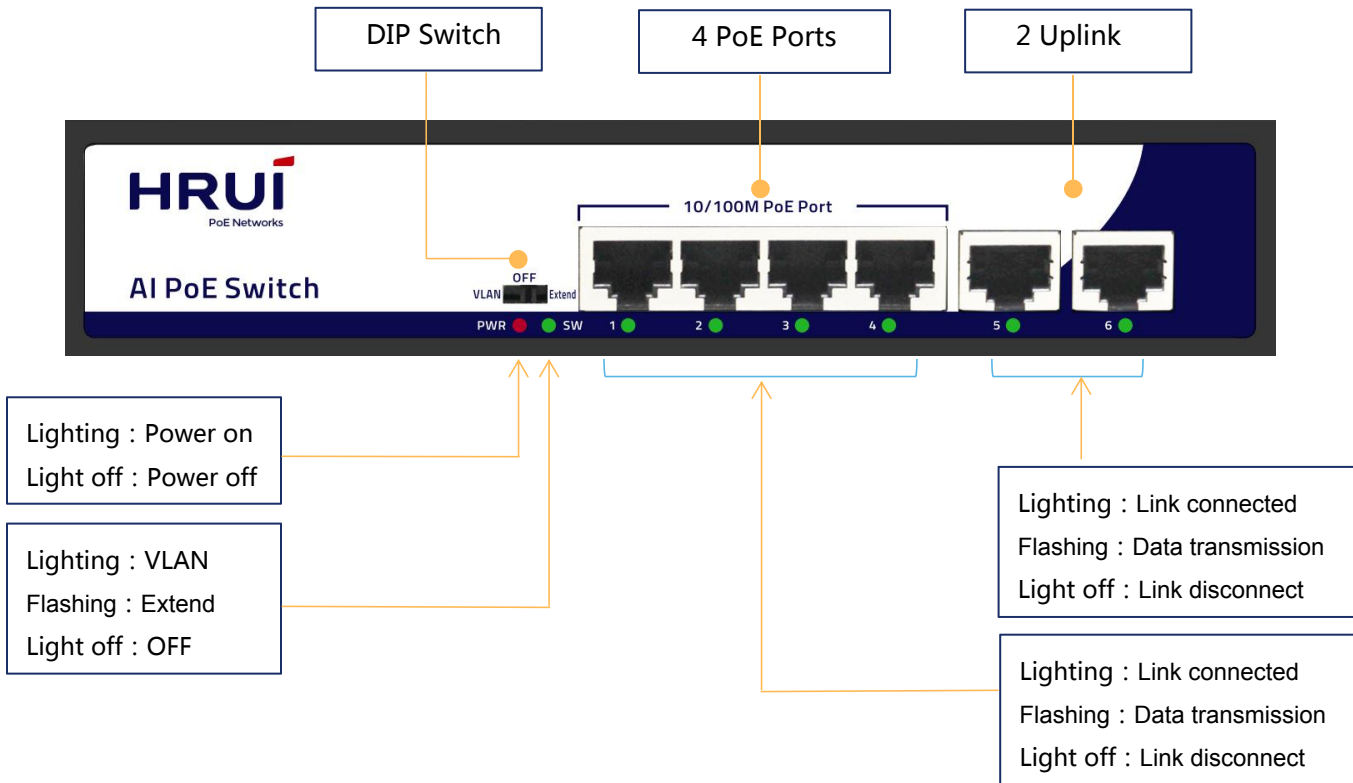 DIP Switch
4 PoE Ports
2 Uplink
HRUI
PoE Networks
AI PoE Switch
10/100M PoE Port
OFF
VLAN
Extend
PWR
SW
1
2
3
4
5
6
Lighting：Power on
Light off：Power off
Lighting：VLAN
Flashing：Extend
Light off：OFF
Lighting：Link connected
Flashing：Data transmission
Light off：Link disconnect
Lighting：Link connected
Flashing：Data transmission
Light off：Link disconnect